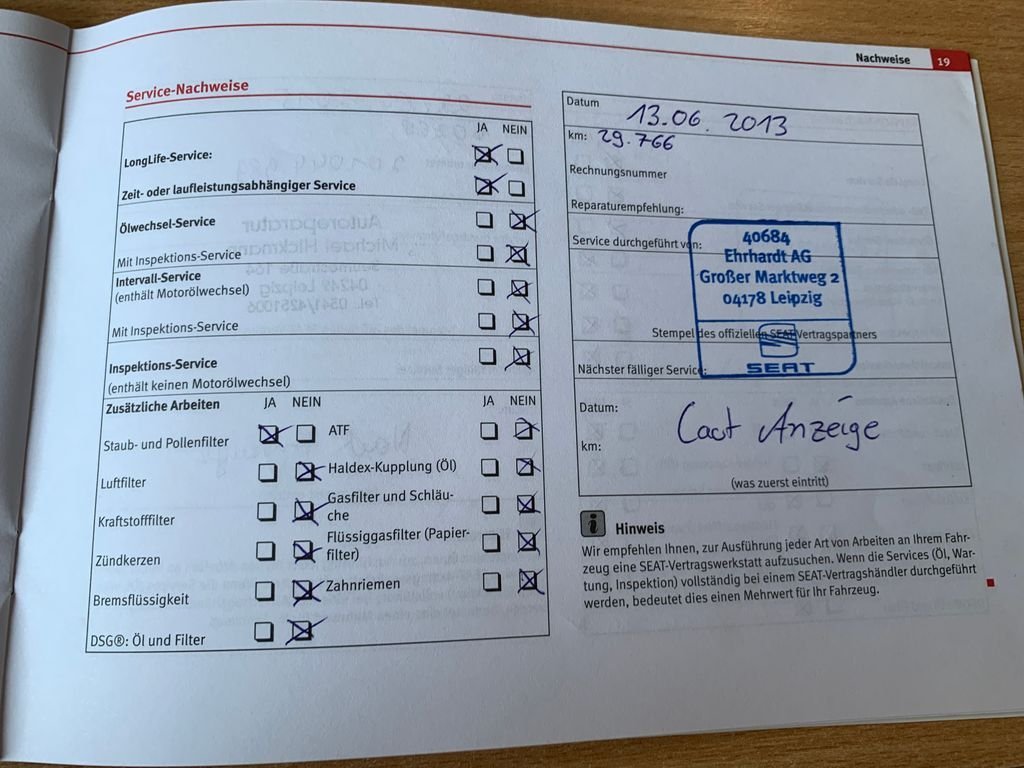 Nachweise 19
Service-Nachweise
JA NEIN
LongLife-Service:
Zeit- oder laufleistungsabhängiger Service
Ölwechsel-Service
Mit Inspektions-Service
Intervall-Service
(enthält Motorölwechsel)
Mit Inspektions-Service
Inspektions-Service
(enthält keinen Motorölwechsel)
Zusätzliche Arbeiten JA NEIN JA NEIN
Staub- und Pollenfilter ATF
Luftfilter Haldex-Kupplung (Öl)
Kraftstofffilter Gasfilter und Schläu-
che
Zündkerzen Flüssiggasfilter (Papier-
filter)
Bremsflüssigkeit Zahnriemen
DSG®: Öl und Filter
Datum 13.06.2013
km: 29.766
Rechnungsnummer
Reparaturempfehlung:
Service durchgeführt von:
40684
Ehrhardt AG
Großer Marktweg 2
04178 Leipzig
Stempel des offiziellen SEAT-Vertragspartners
SEAT
Nächster fälliger Service:
Datum:
Laut Anzeige
km:
(was zuerst eintritt)
i Hinweis
Wir empfehlen Ihnen, zur Ausführung jeder Art von Arbeiten an Ihrem Fahr-
zeug eine SEAT-Vertragswerkstatt aufzusuchen. Wenn die Services (Öl, War-
tung, Inspektion) vollständig bei einem SEAT-Vertragshändler durchgeführt
werden, bedeutet dies einen Mehrwert für Ihr Fahrzeug.